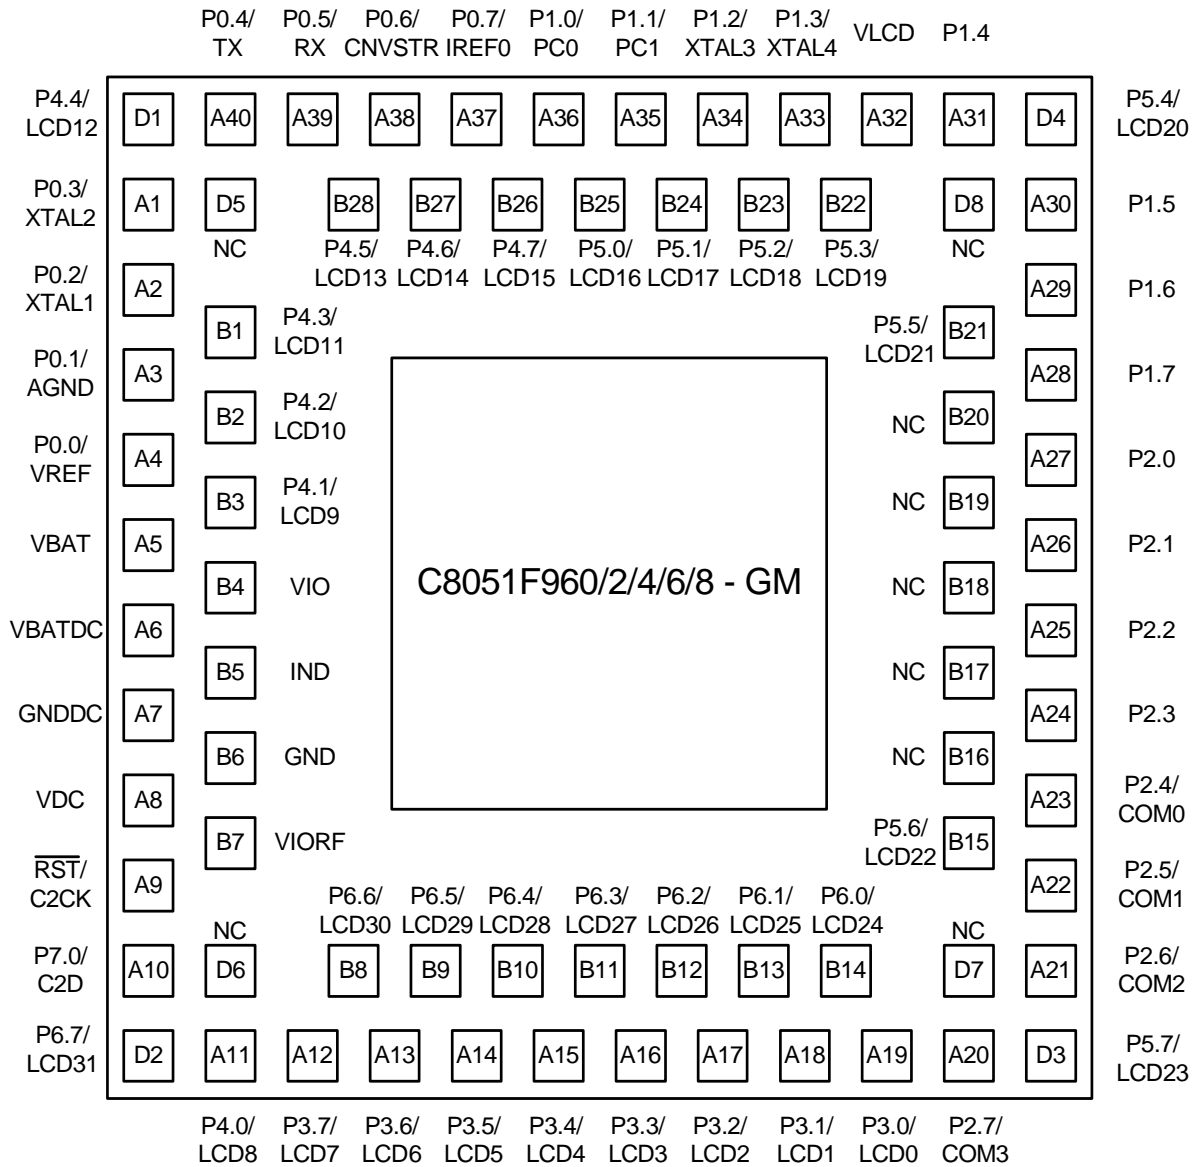 P0.4/ P0.5/ P0.6/ P0.7/ P1.0/ P1.1/ P1.2/ P1.3/ VLCD P1.4
TX RX CNVSTR IREF0 PC0 PC1 XTAL3 XTAL4
P4.4/ P5.4/
LCD12 D1 A40 A39 A38 A37 A36 A35 A34 A33 A32 A31 D4 LCD20
P0.3/
XTAL2 A1 D5 B28 B27 B26 B25 B24 B23 B22 D8 A30 P1.5
NC P4.5/ P4.6/ P4.7/ P5.0/ P5.1/ P5.2/ P5.3/ NC
LCD13 LCD14 LCD15 LCD16 LCD17 LCD18 LCD19
P0.2/
XTAL1 A2 A29 P1.6
B1 P4.3/ P5.5/ B21
LCD11 LCD21
P0.1/
AGND A3 A28 P1.7
B2 P4.2/ NC B20
LCD10
P0.0/
VREF A4 A27 P2.0
B3 P4.1/ NC B19
LCD9
VBAT A5 A26 P2.1
B4 VIO C8051F960/2/4/6/8 - GM NC B18
VBATDC A6 A25 P2.2
B5 IND NC B17
GNDDC A7 A24 P2.3
B6 GND NC B16
VDC A8 A23 P2.4/
COM0
B7 VIORF P5.6/ B15
LCD22
RST/ P2.5/
C2CK A9 A22 COM1
P6.6/ P6.5/ P6.4/ P6.3/ P6.2/ P6.1/ P6.0/
NC LCD30 LCD29 LCD28 LCD27 LCD26 LCD25 LCD24 NC
P7.0/ P2.6/
C2D A10 D6 B8 B9 B10 B11 B12 B13 B14 D7 A21 COM2
P6.7/ P5.7/
LCD31 D2 A11 A12 A13 A14 A15 A16 A17 A18 A19 A20 D3 LCD23
P4.0/ P3.7/ P3.6/ P3.5/ P3.4/ P3.3/ P3.2/ P3.1/ P3.0/ P2.7/
LCD8 LCD7 LCD6 LCD5 LCD4 LCD3 LCD2 LCD1 LCD0 COM3